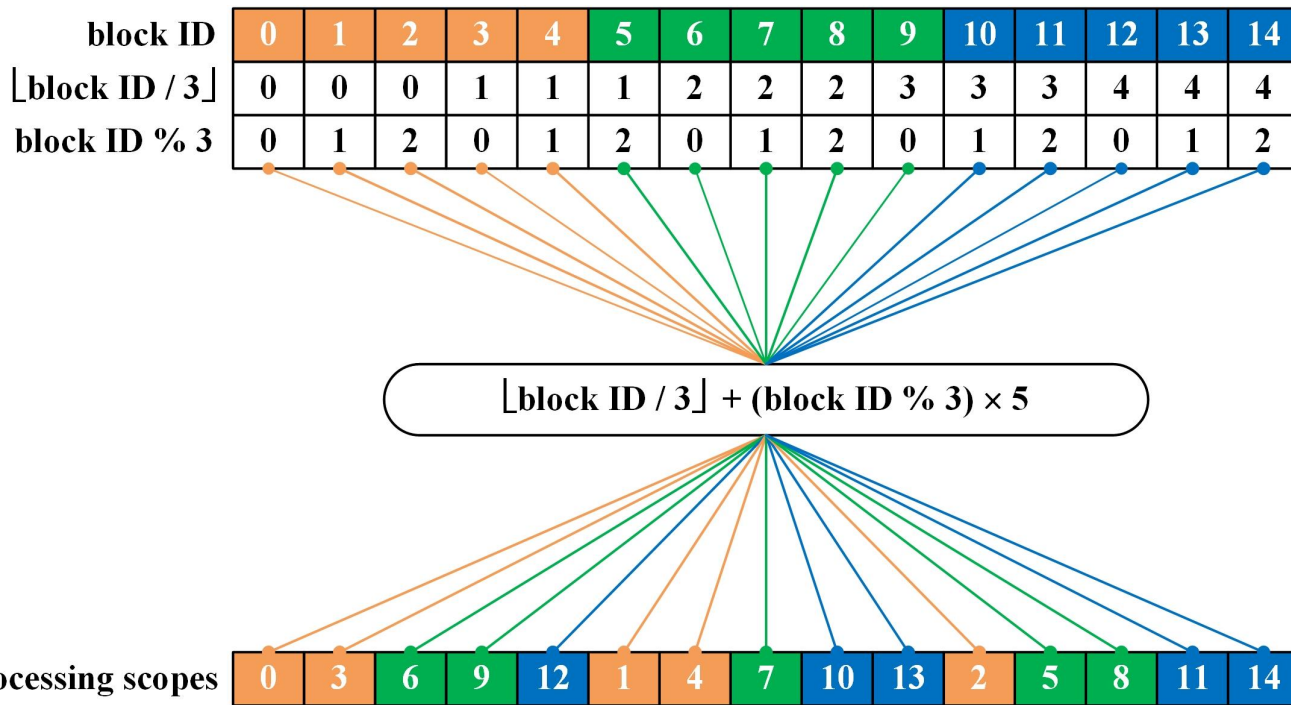 block ID 0 1 2 3 4 5 6 7 8 9 10 11 12 13 14
⌊block ID / 3⌋ 0 0 0 1 1 1 2 2 2 3 3 3 4 4 4
block ID % 3 0 1 2 0 1 2 0 1 2 0 1 2 0 1 2
⌊block ID / 3⌋ + (block ID % 3) × 5
ocessing scopes 0 3 6 9 12 1 4 7 10 13 2 5 8 11 14